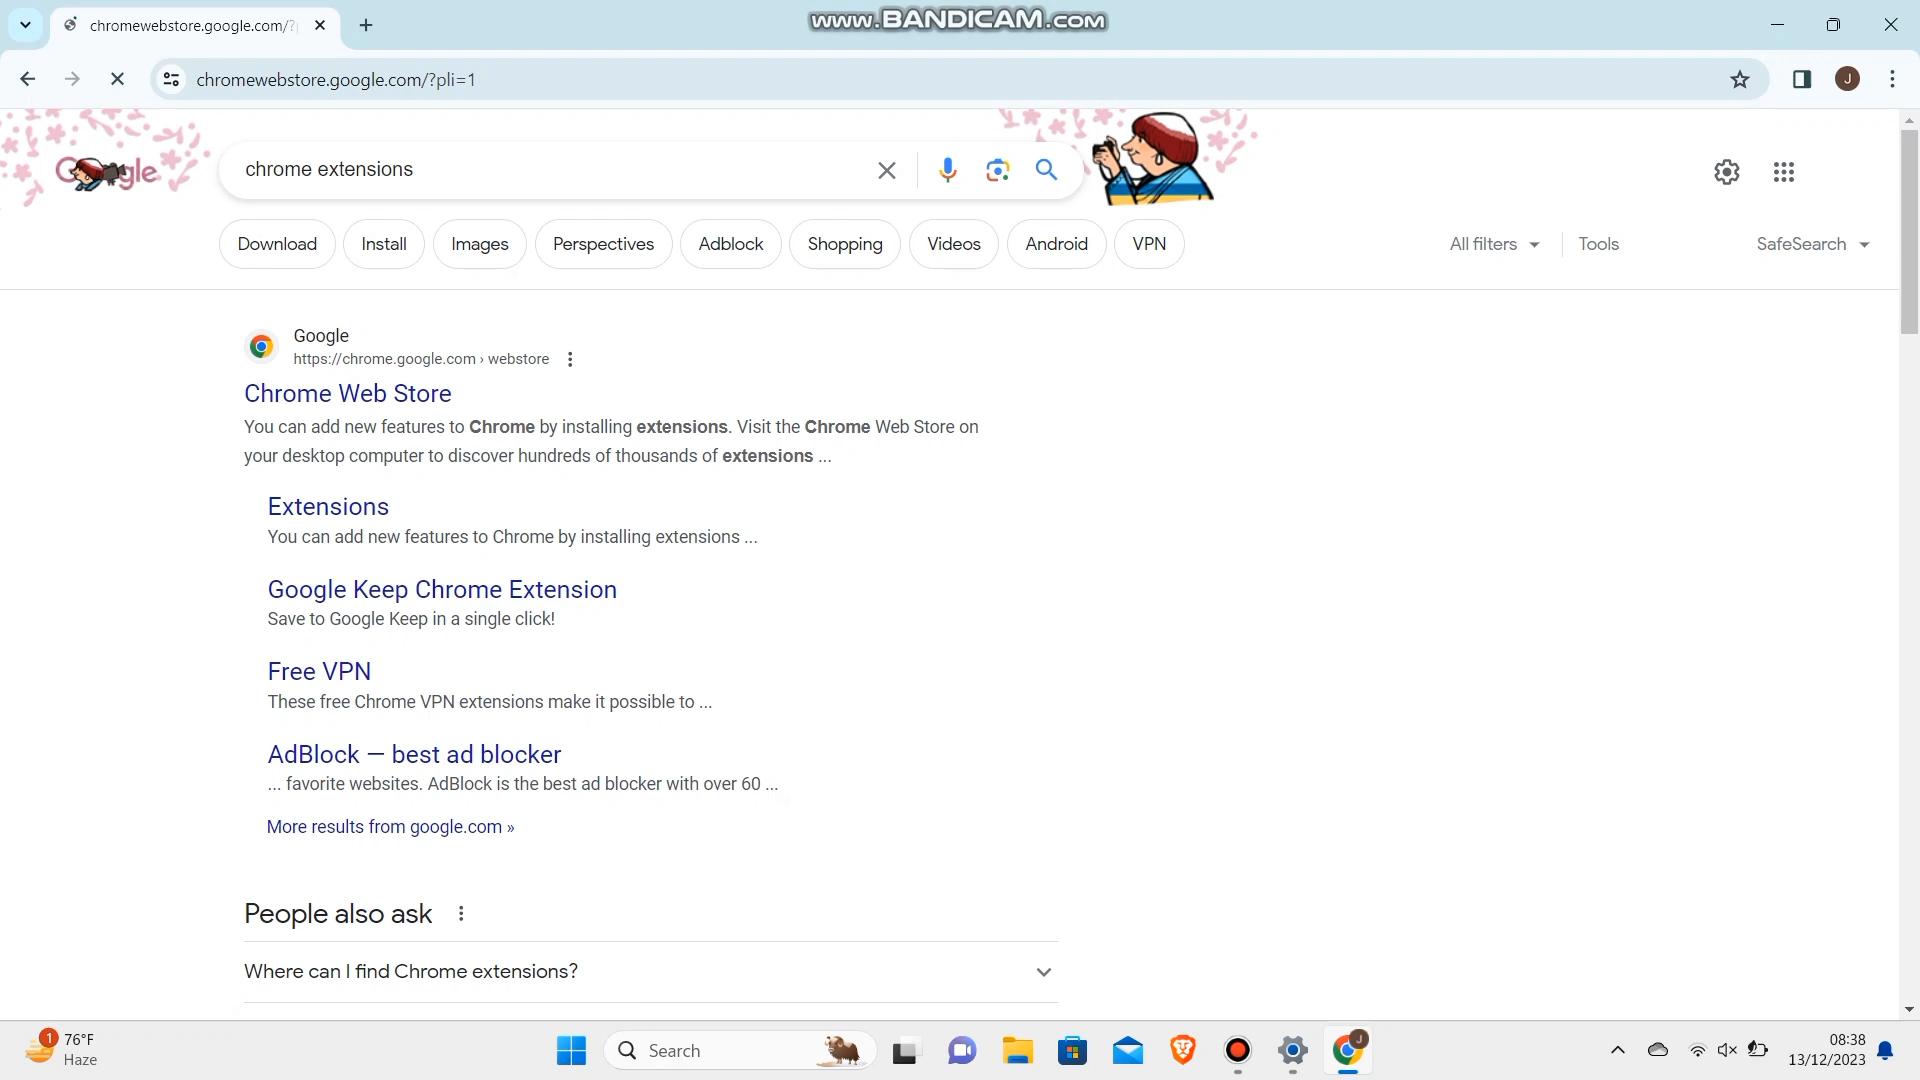 chromewebstore.google.com/?
www.BANDICAM.com
chromewebstore.google.com/?pli=1
J
chrome extensions
Download
Install
Images
Perspectives
Adblock
Shopping
Videos
Android
VPN
All filters
Tools
SafeSearch
Google
https://chrome.google.com › webstore
Chrome Web Store
You can add new features to Chrome by installing extensions. Visit the Chrome Web Store on
your desktop computer to discover hundreds of thousands of extensions ...
Extensions
You can add new features to Chrome by installing extensions ...
Google Keep Chrome Extension
Save to Google Keep in a single click!
Free VPN
These free Chrome VPN extensions make it possible to ...
AdBlock — best ad blocker
... favorite websites. AdBlock is the best ad blocker with over 60 ...
More results from google.com »
People also ask
Where can I find Chrome extensions?
1
76°F
Haze
Search
J
08:38
13/12/2023